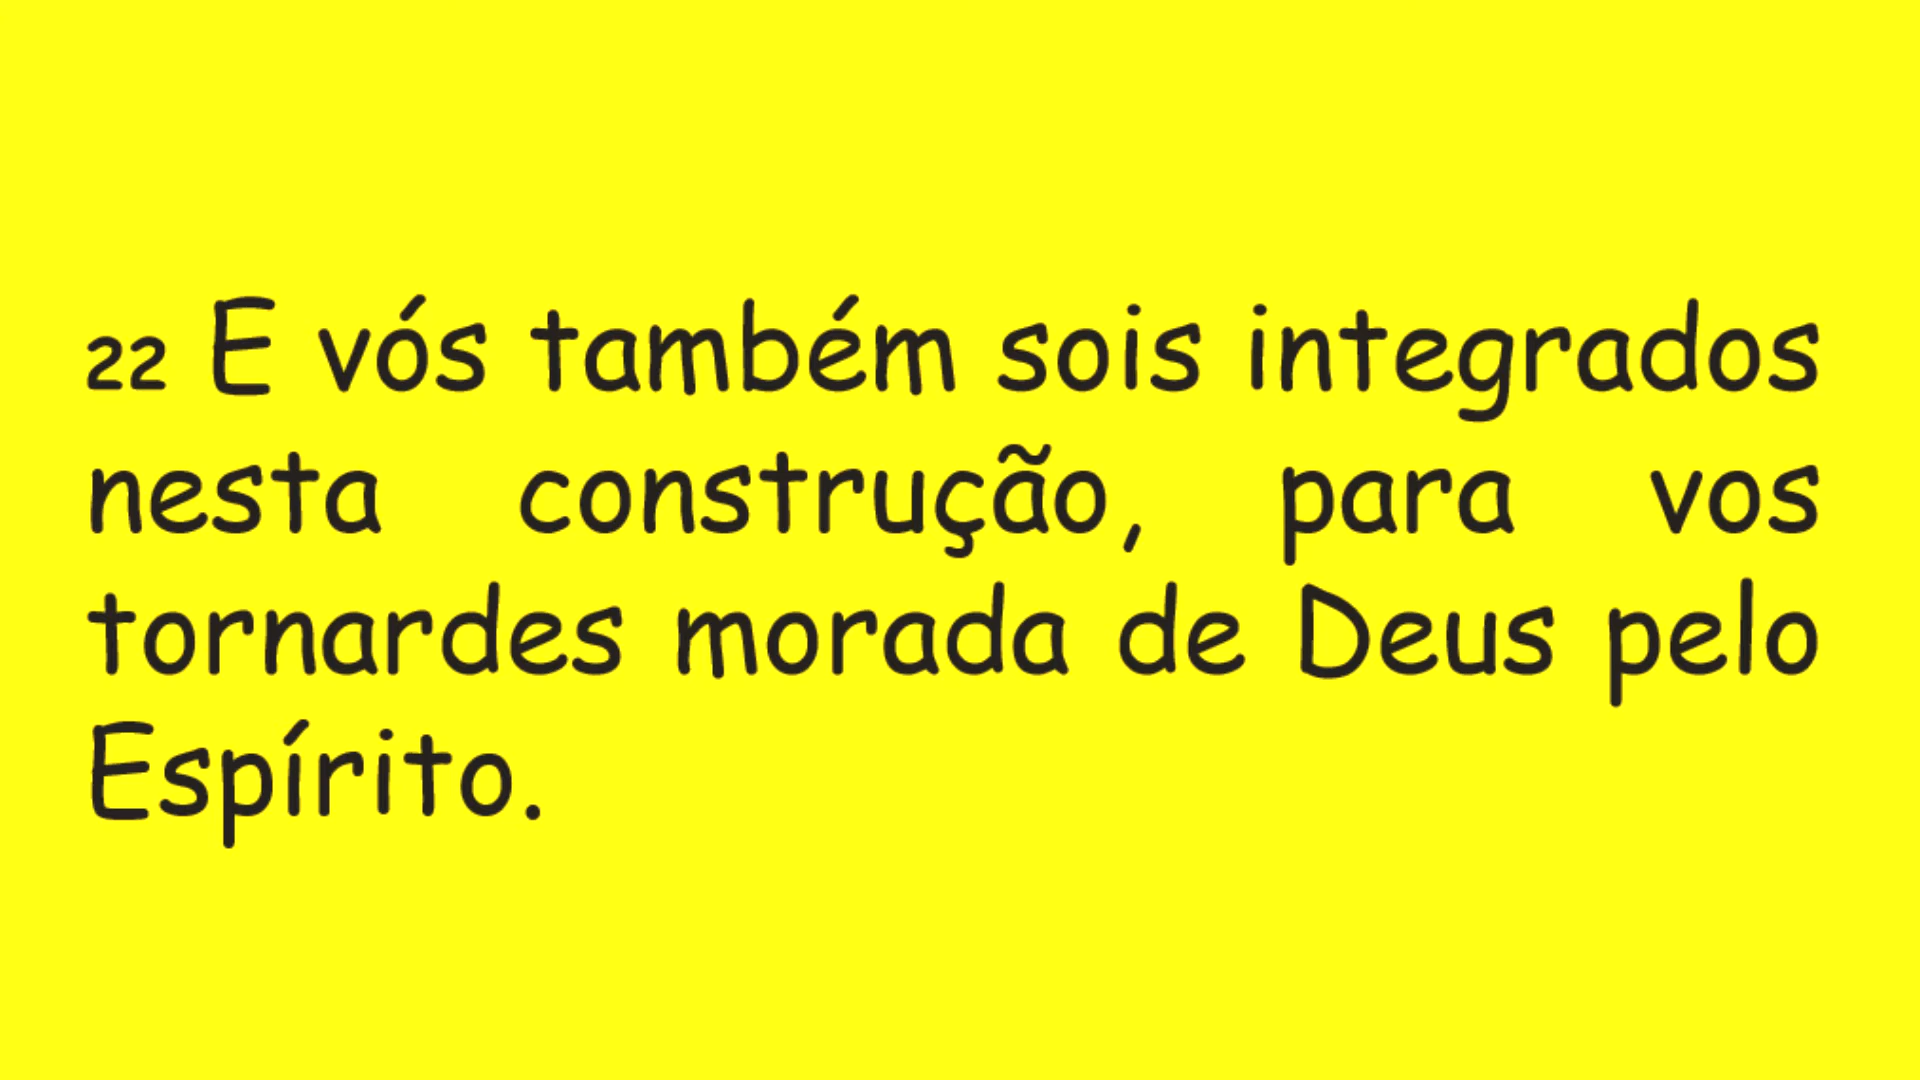 22 E vós também sois integrados
nesta construção, para vos
tornardes morada de Deus pelo
Espírito.